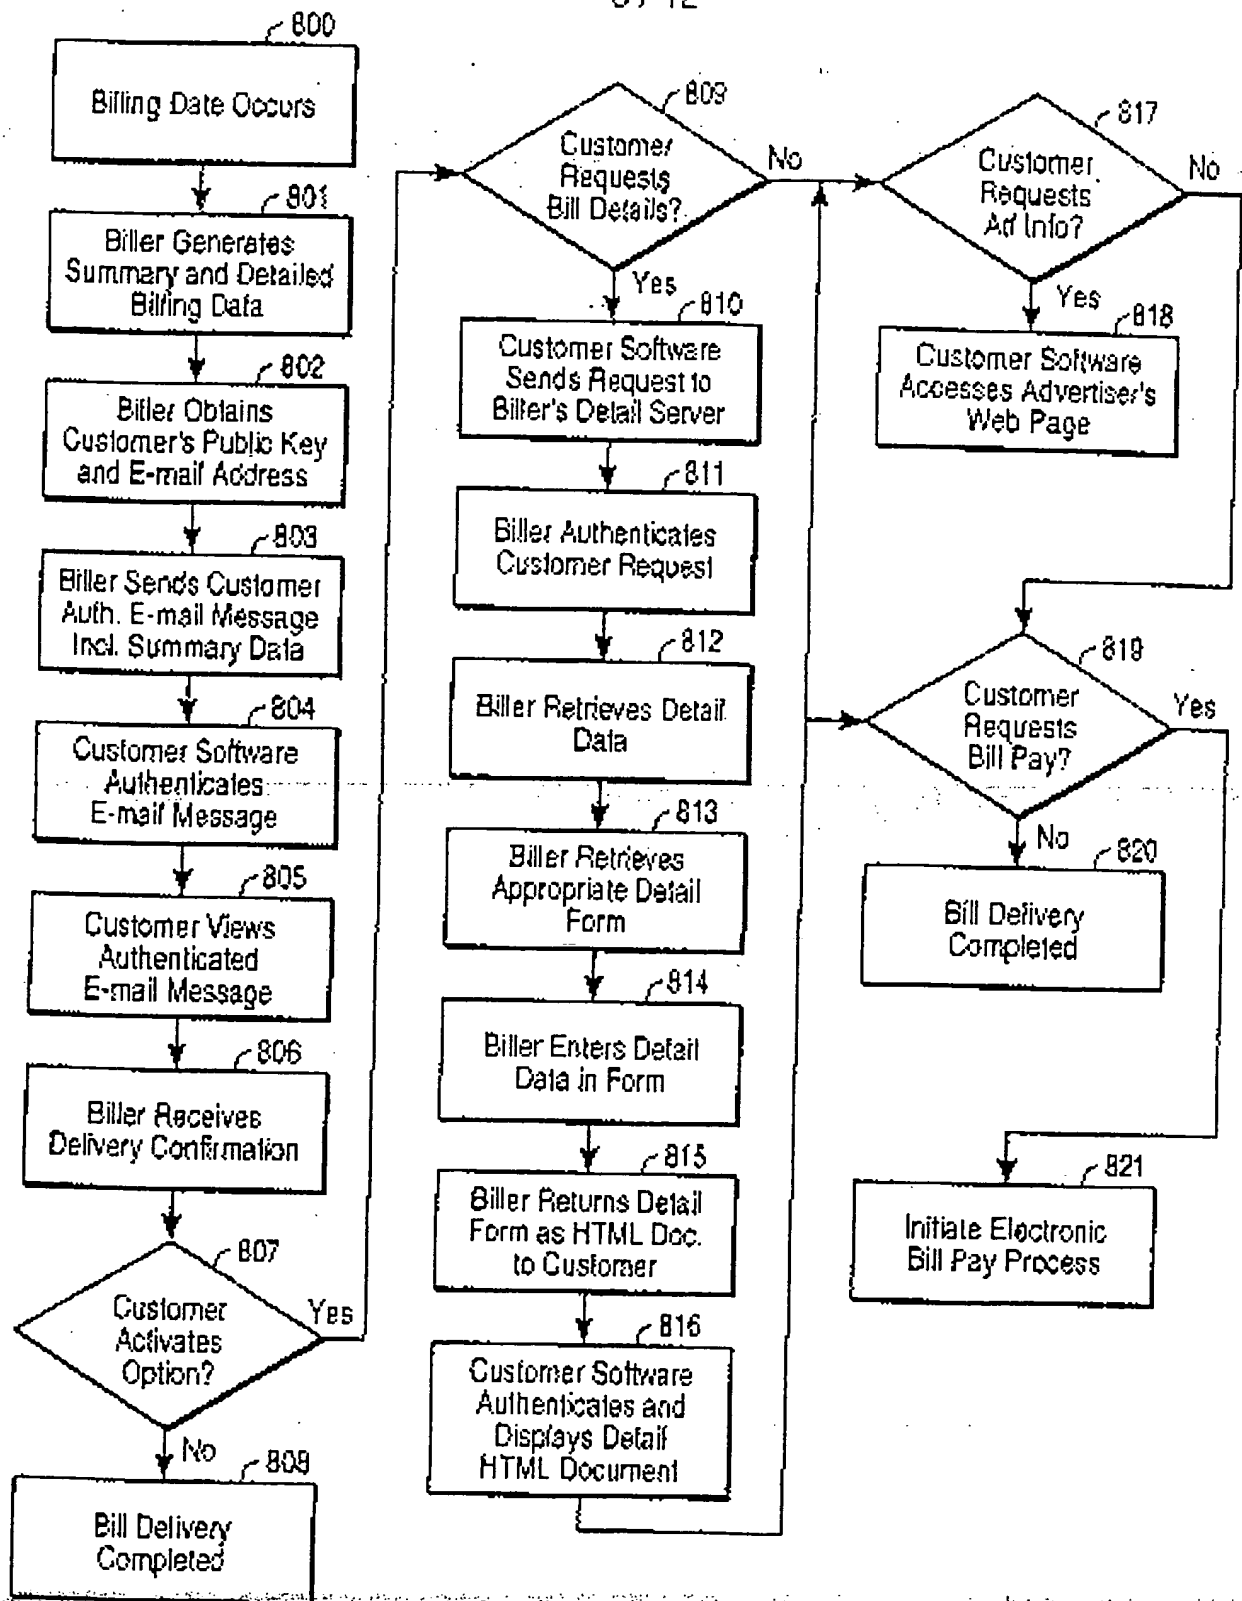 800
Billing Date Occurs
801
Biller Generates
Summary and Detailed
Billing Data
802
Biller Obtains
Customer's Public Key
and E-mail Address
803
Biller Sends Customer
Auth. E-mail Message
Incl. Summary Data
804
Customer Software
Authenticates
E-mail Message
805
Customer Views
Authenticated
E-mail Message
806
Biller Receives
Delivery Confirmation
807
Customer
Activates
Option?
Yes
No
808
Bill Delivery
Completed
809
Customer
Requests
Bill Details?
No
Yes
810
Customer Software
Sends Request to
Biller's Detail Server
811
Biller Authenticates
Customer Request
812
Biller Retrieves Detail
Data
813
Biller Retrieves
Appropriate Detail
Form
814
Biller Enters Detail
Data in Form
815
Biller Returns Detail
Form as HTML Doc.
to Customer
816
Customer Software
Authenticates and
Displays Detail
HTML Document
817
Customer
Requests
Ad Info?
No
Yes
818
Customer Software
Accesses Advertiser's
Web Page
819
Customer
Requests
Bill Pay?
Yes
No
820
Bill Delivery
Completed
821
Initiate Electronic
Bill Pay Process